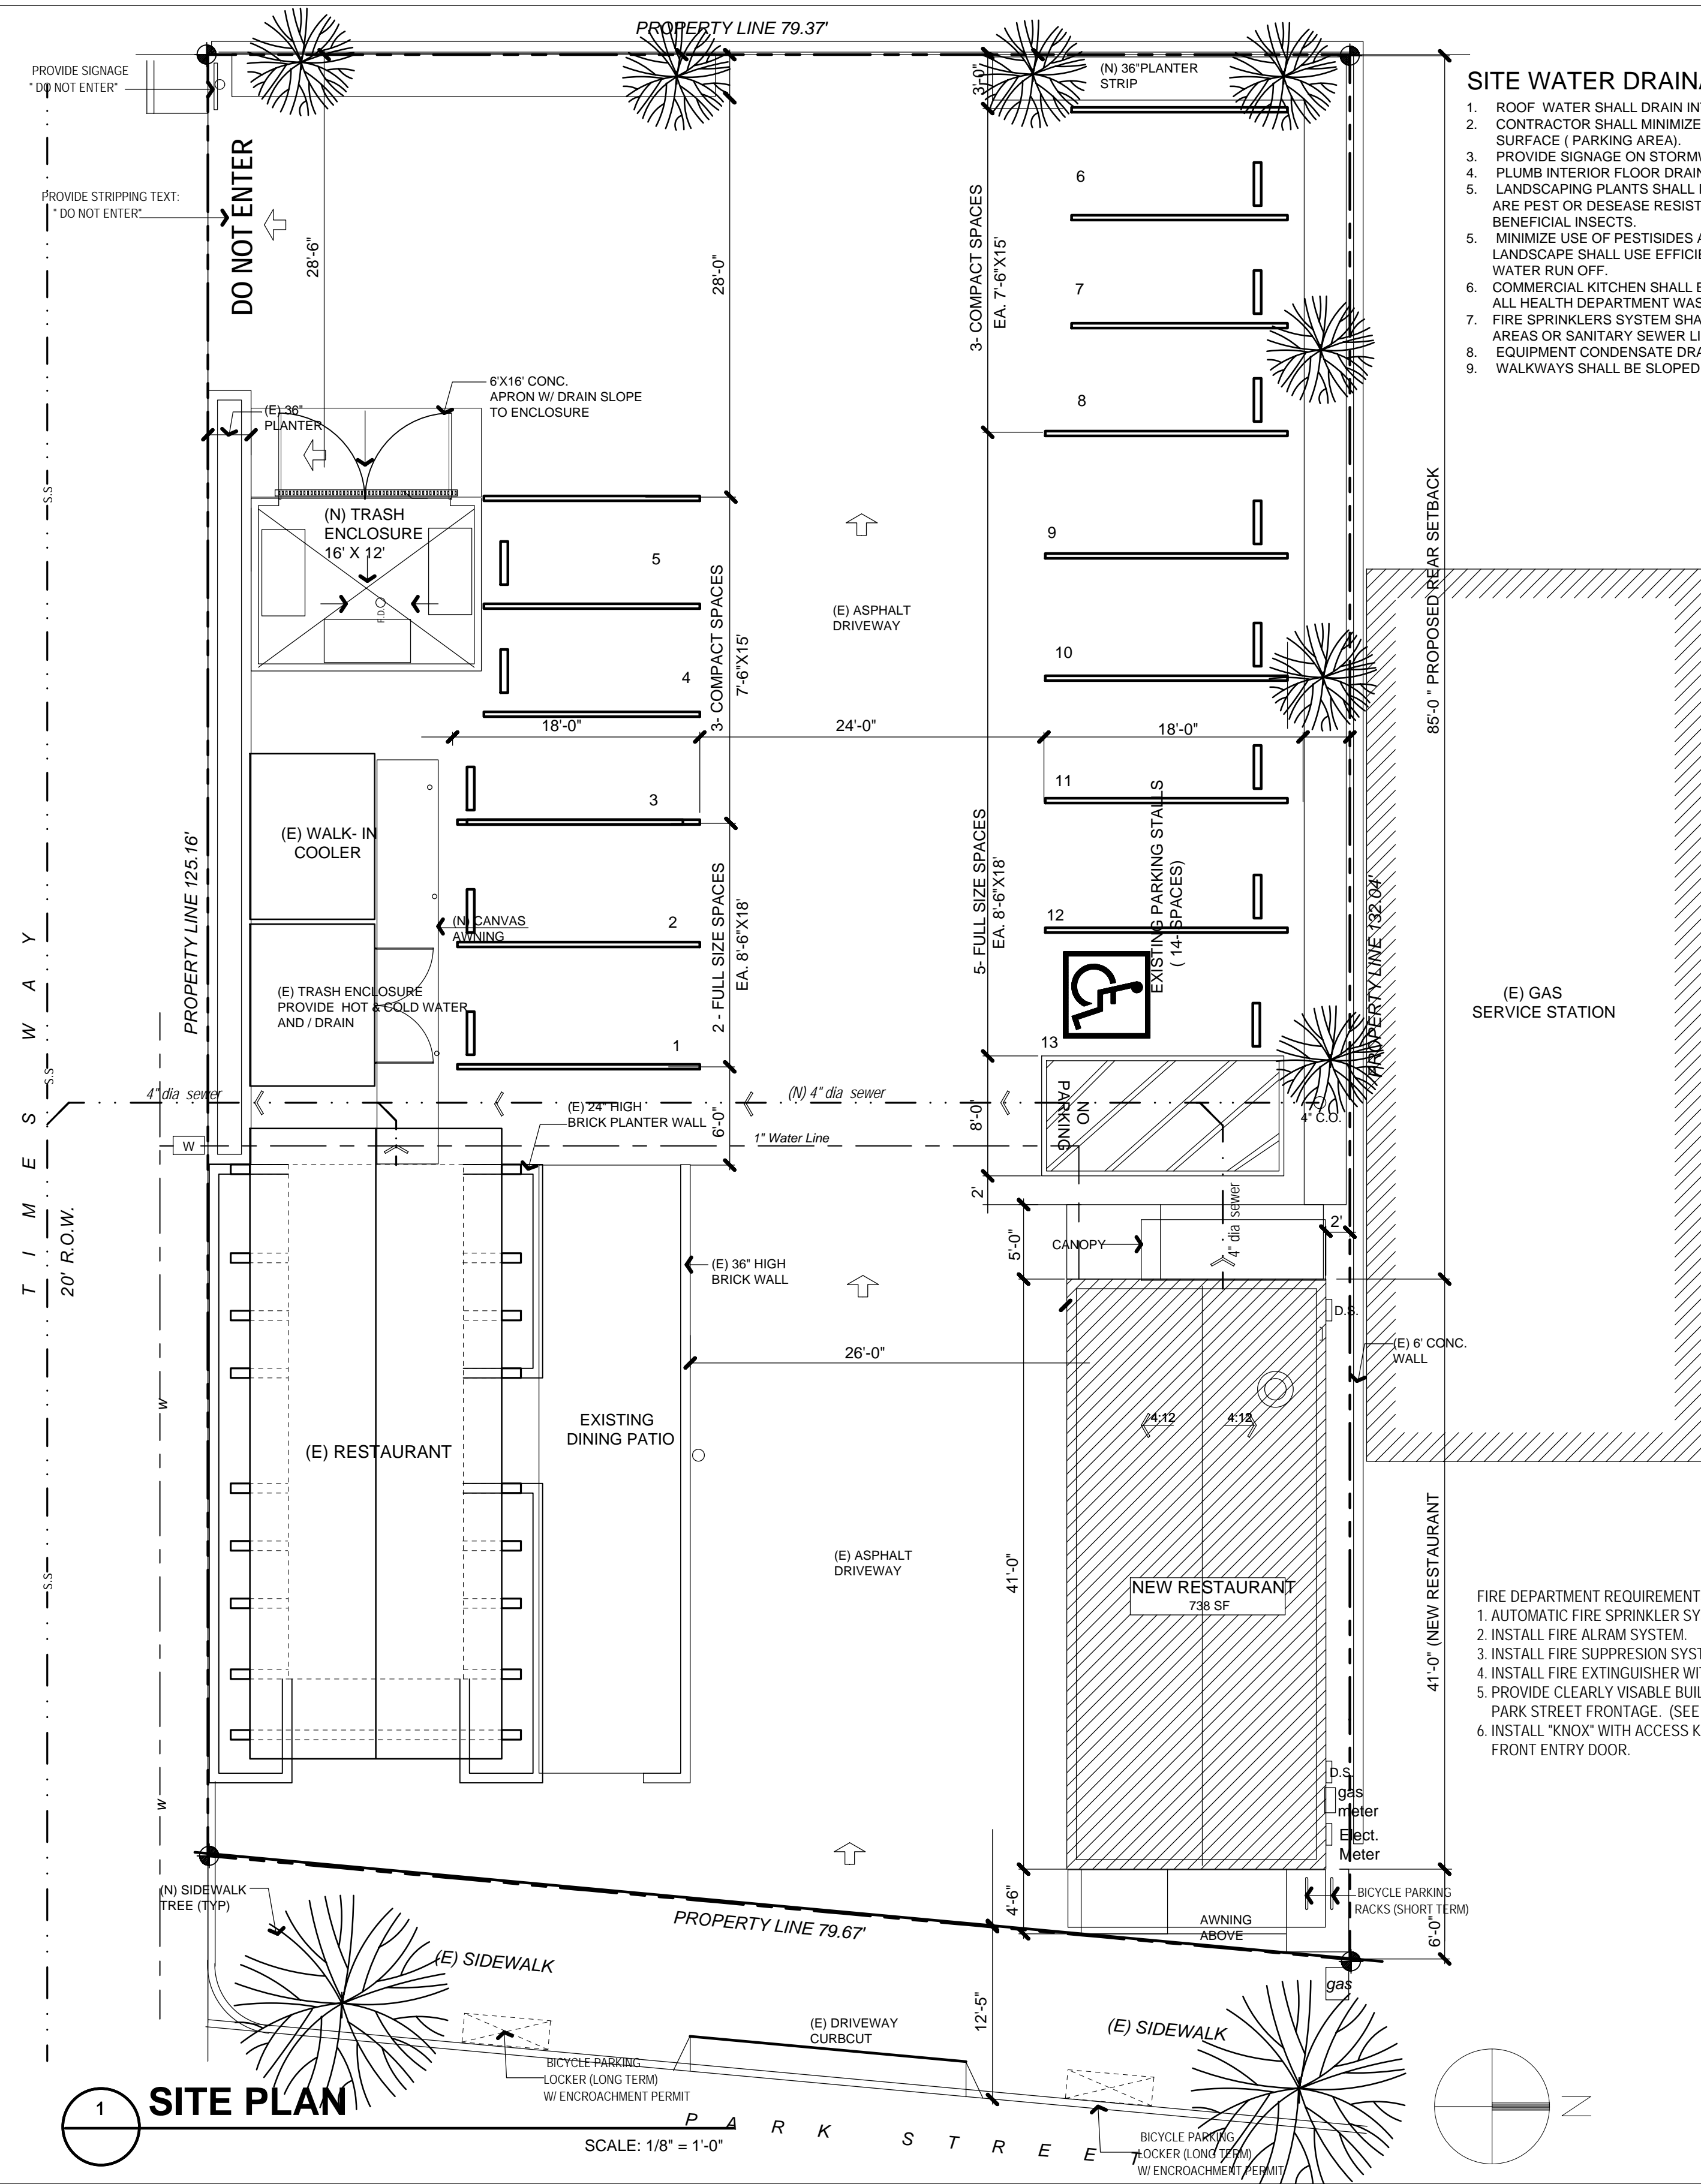 PROPERTY LINE 79.37'
PROVIDE SIGNAGE
" DO NOT ENTER"
PROVIDE STRIPPING TEXT:
" DO NOT ENTER"
DO NOT ENTER
28'-6"
28'-0"
3'-0"
(N) 36"PLANTER
STRIP
3- COMPACT SPACES
EA. 7'-6"X15'
6
7
8
9
10
11
12
13
SITE WATER DRAIN
1. ROOF WATER SHALL DRAIN IN
2. CONTRACTOR SHALL MINIMIZE
SURFACE ( PARKING AREA).
3. PROVIDE SIGNAGE ON STORM
4. PLUMB INTERIOR FLOOR DRAIN
5. LANDSCAPING PLANTS SHALL
ARE PEST OR DESEASE RESIST
BENEFICIAL INSECTS.
5. MINIMIZE USE OF PESTISIDES A
LANDSCAPE SHALL USE EFFICIE
WATER RUN OFF.
6. COMMERCIAL KITCHEN SHALL
ALL HEALTH DEPARTMENT WAS
7. FIRE SPRINKLERS SYSTEM SHA
AREAS OR SANITARY SEWER LI
8. EQUIPMENT CONDENSATE DRA
9. WALKWAYS SHALL BE SLOPED
6'X16' CONC.
APRON W/ DRAIN SLOPE
TO ENCLOSURE
(E) 36"
PLANTER
(N) TRASH
ENCLOSURE
16' X 12'
F.D.
5
4
3
2
1
3- COMPACT SPACES
7'-6"X15'
(E) ASPHALT
DRIVEWAY
18'-0"
24'-0"
18'-0"
85'-0 " PROPOSED REAR SETBACK
(E) WALK- IN
COOLER
(N) CANVAS
AWNING
(E) TRASH ENCLOSURE
PROVIDE HOT & COLD WATER
AND / DRAIN
PROPERTY LINE 125.16'
2 - FULL SIZE SPACES
EA. 8'-6"X18'
5- FULL SIZE SPACES
EA. 8'-6"X18'
EXISTING PARKING STALLS
( 14- SPACES)
PROPERTY LINE 132.04'
(E) GAS
SERVICE STATION
TIMES WAY
20' R.O.W.
S.S
S.S
S.S
W
W
W
4" dia sewer
(N) 4" dia sewer
(E) 24" HIGH
BRICK PLANTER WALL
6'-0"
1" Water Line
8'-0"
NO
PARKING
4" C.O.
2'
2'
4" dia sewer
CANOPY
5'-0"
(E) 36" HIGH
BRICK WALL
D.S.
(E) 6' CONC.
WALL
26'-0"
4:12
4:12
(E) RESTAURANT
EXISTING
DINING PATIO
(E) ASPHALT
DRIVEWAY
41'-0"
NEW RESTAURANT
738 SF
41'-0" (NEW RESTAURANT
FIRE DEPARTMENT REQUIREMENT
1. AUTOMATIC FIRE SPRINKLER SY
2. INSTALL FIRE ALRAM SYSTEM.
3. INSTALL FIRE SUPPRESION SYST
4. INSTALL FIRE EXTINGUISHER WI
5. PROVIDE CLEARLY VISABLE BUI
PARK STREET FRONTAGE. (SEE
6. INSTALL "KNOX" WITH ACCESS K
FRONT ENTRY DOOR.
D.S.
gas
meter
Elect.
Meter
(N) SIDEWALK
TREE (TYP)
PROPERTY LINE 79.67'
4'-6"
AWNING
ABOVE
BICYCLE PARKING
RACKS (SHORT TERM)
6'-0"
gas
(E) SIDEWALK
(E) SIDEWALK
12'-5"
(E) DRIVEWAY
CURBCUT
BICYCLE PARKING
LOCKER (LONG TERM)
W/ ENCROACHMENT PERMIT
BICYCLE PARKING
LOCKER (LONG TERM)
W/ ENCROACHMENT PERMIT
PARK STREET
1
SITE PLAN
SCALE: 1/8" = 1'-0"
N